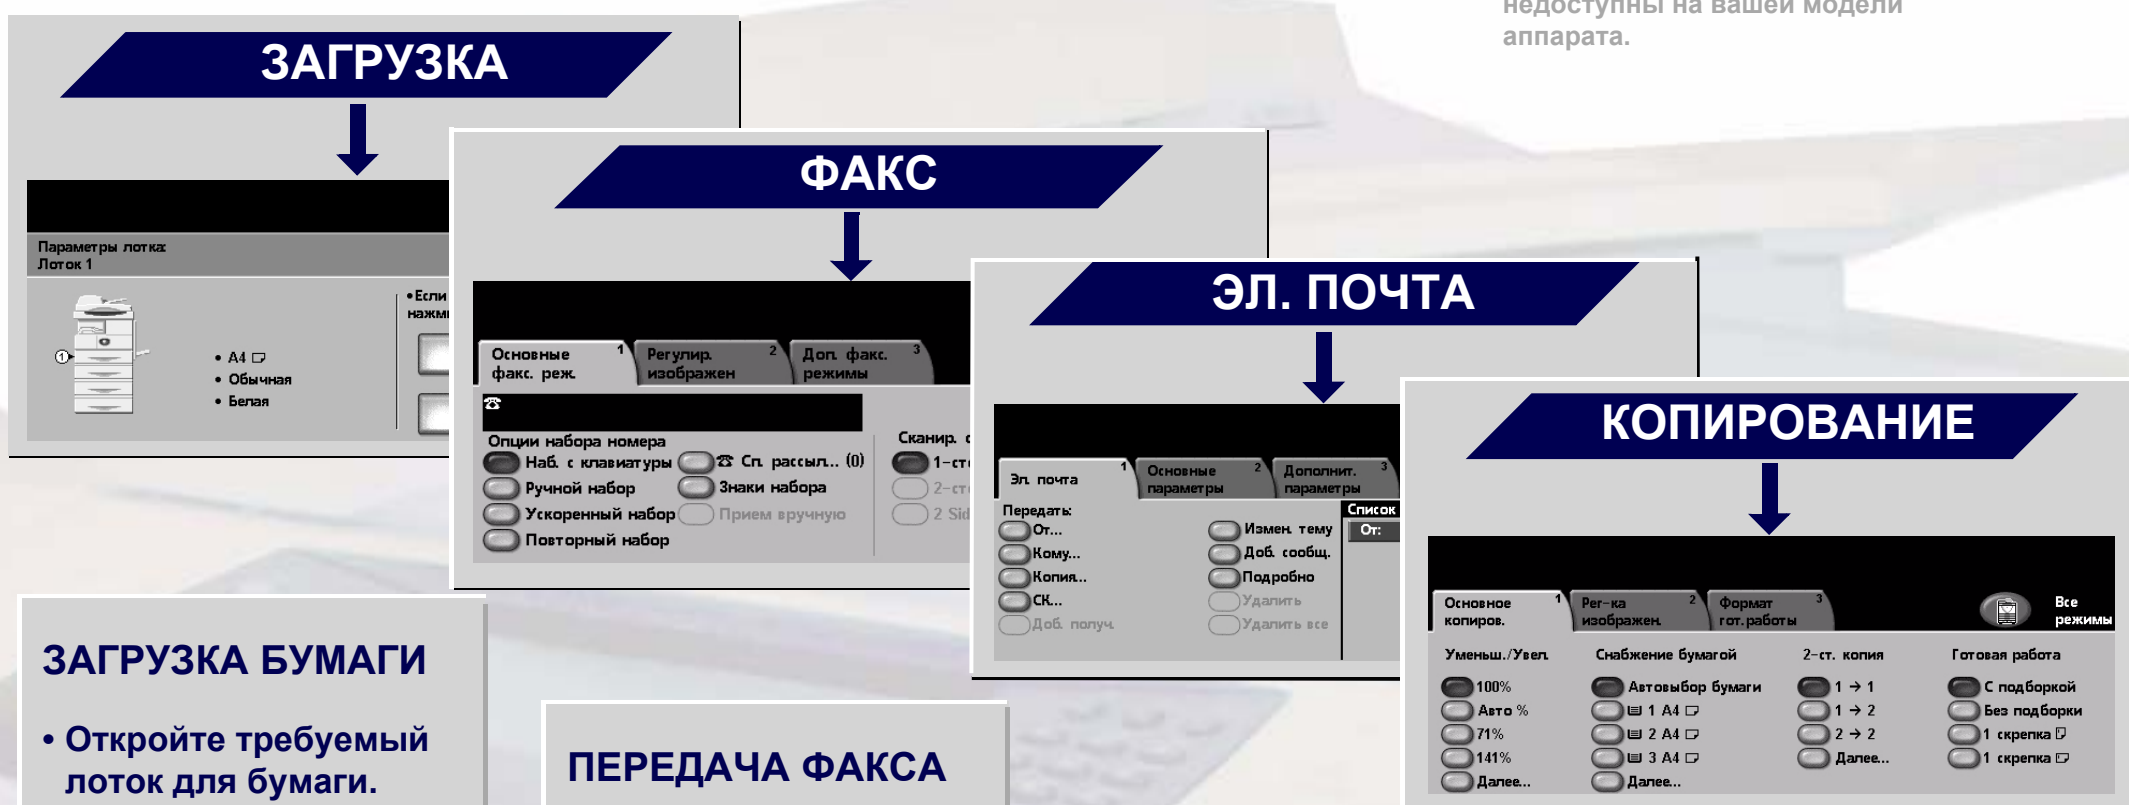 недоступны на вашей модели
аппарата.
ЗАГРУЗКА
Параметры лотка:
Лоток 1
• Если
нажми
1
• A4
• Обычная
• Белая
ФАКС
Основные 1
факс. реж.
Регулир. 2
изображен
Доп. факс. 3
режимы
Опции набора номера
Наб. с клавиатуры
Сп. рассыл... (0)
Ручной набор
Знаки набора
Ускоренный набор
Прием вручную
Повторный набор
Сканир. с
1-сто
2-сто
2 Sid
ЭЛ. ПОЧТА
Эл. почта 1
Основные 2
параметры
Дополнит. 3
параметры
Передать:
От...
Кому...
Копия...
СК...
Доб. получ.
Измен. тему
Доб. сообщ.
Подробно
Удалить
Удалить все
Список
От:
КОПИРОВАНИЕ
Основное 1
копиров.
Рег-ка 2
изображен.
Формат 3
гот.работы
Все
режимы
Уменьш./Увел.
100%
Авто %
71%
141%
Далее...
Снабжение бумагой
Автовыбор бумаги
1 A4
2 A4
3 A4
Далее...
2-ст. копия
1 → 1
1 → 2
2 → 2
Далее...
Готовая работа
С подборкой
Без подборки
1 скрепка
1 скрепка
ЗАГРУЗКА БУМАГИ
• Откройте требуемый
лоток для бумаги.
ПЕРЕДАЧА ФАКСА